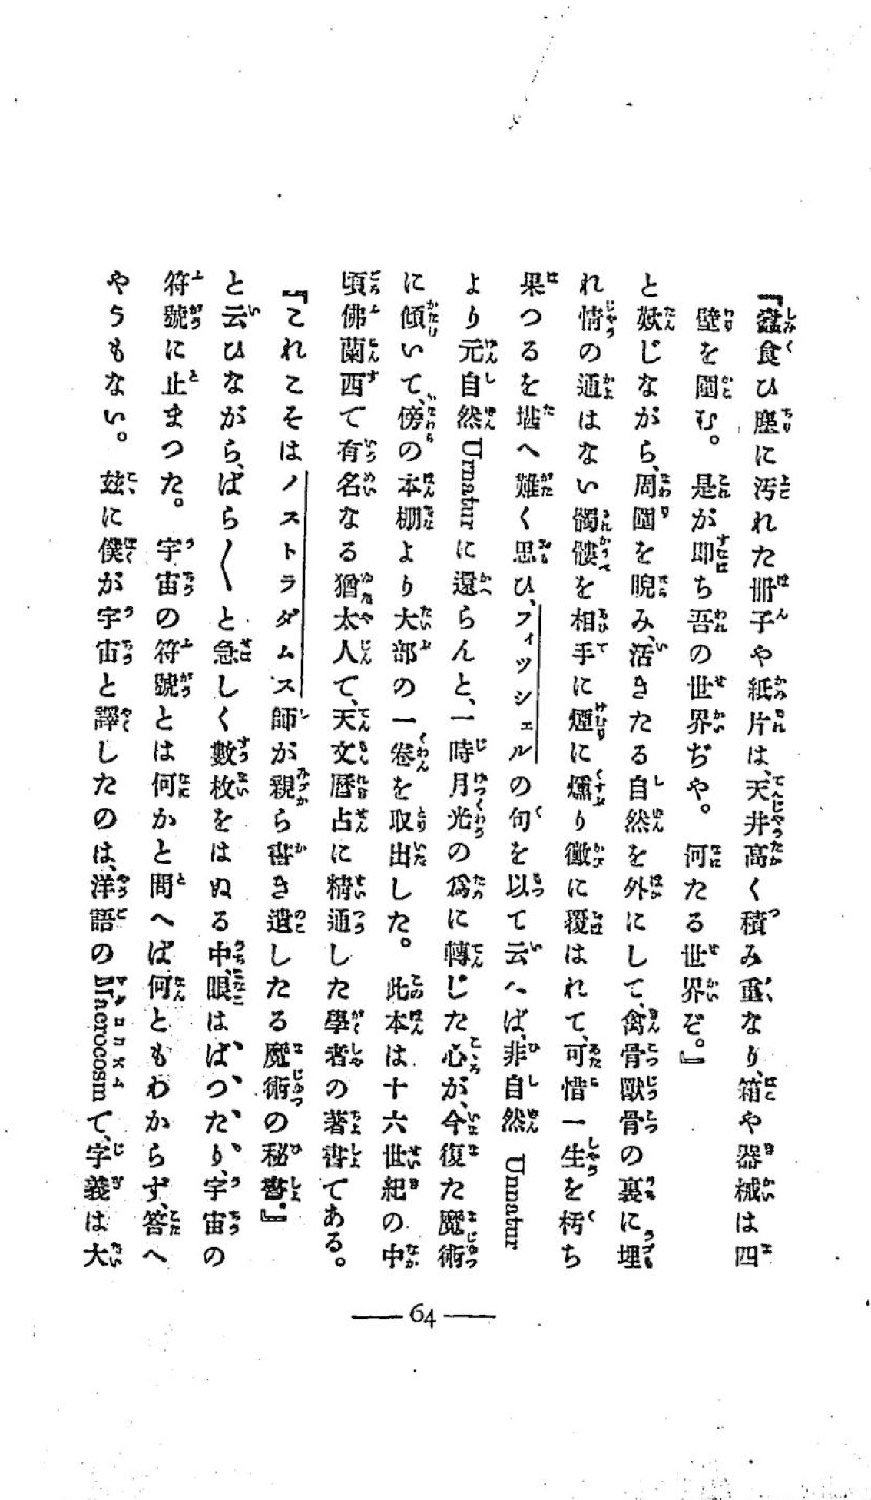 『蠧食ひ塵に汚れた冊子や紙片は、天井高く積み重なり、箱や器械は四
壁を圍む。是が即ち吾の世界ぢや。何たる世界ぞ。』
と歎じながら、周圍を睨み、活きたる自然を外にして、禽骨獸骨の裏に埋
れ情の通はない髑髏を相手に煙に燻り黴に覆はれて、可惜一生を朽ち
果つるを堪へ難く思ひ、フィッシェルの句を以て云へば、非自然 Unnatur
より元自然 Urnatur に還らんと、一時月光の爲に轉じた心が、今復た魔術
に傾いて、傍の本棚より大部の一卷を取出した。此本は十六世紀の中
頃佛蘭西で有名なる猶太人で、天文曆占に精通した學者の著書である。
『これこそはノストラダムス師が親ら書き遺したる魔術の秘書。』
と云ひながら、ばら〱と急しく數枚をはぬる中、眼はばつたり、宇宙の
符號に止まつた。宇宙の符號とは何かと問へば何ともわからず、答へ
やうもない。玆に僕が宇宙と譯したのは、洋語の Macrocosm で、字義は大
— 64 —